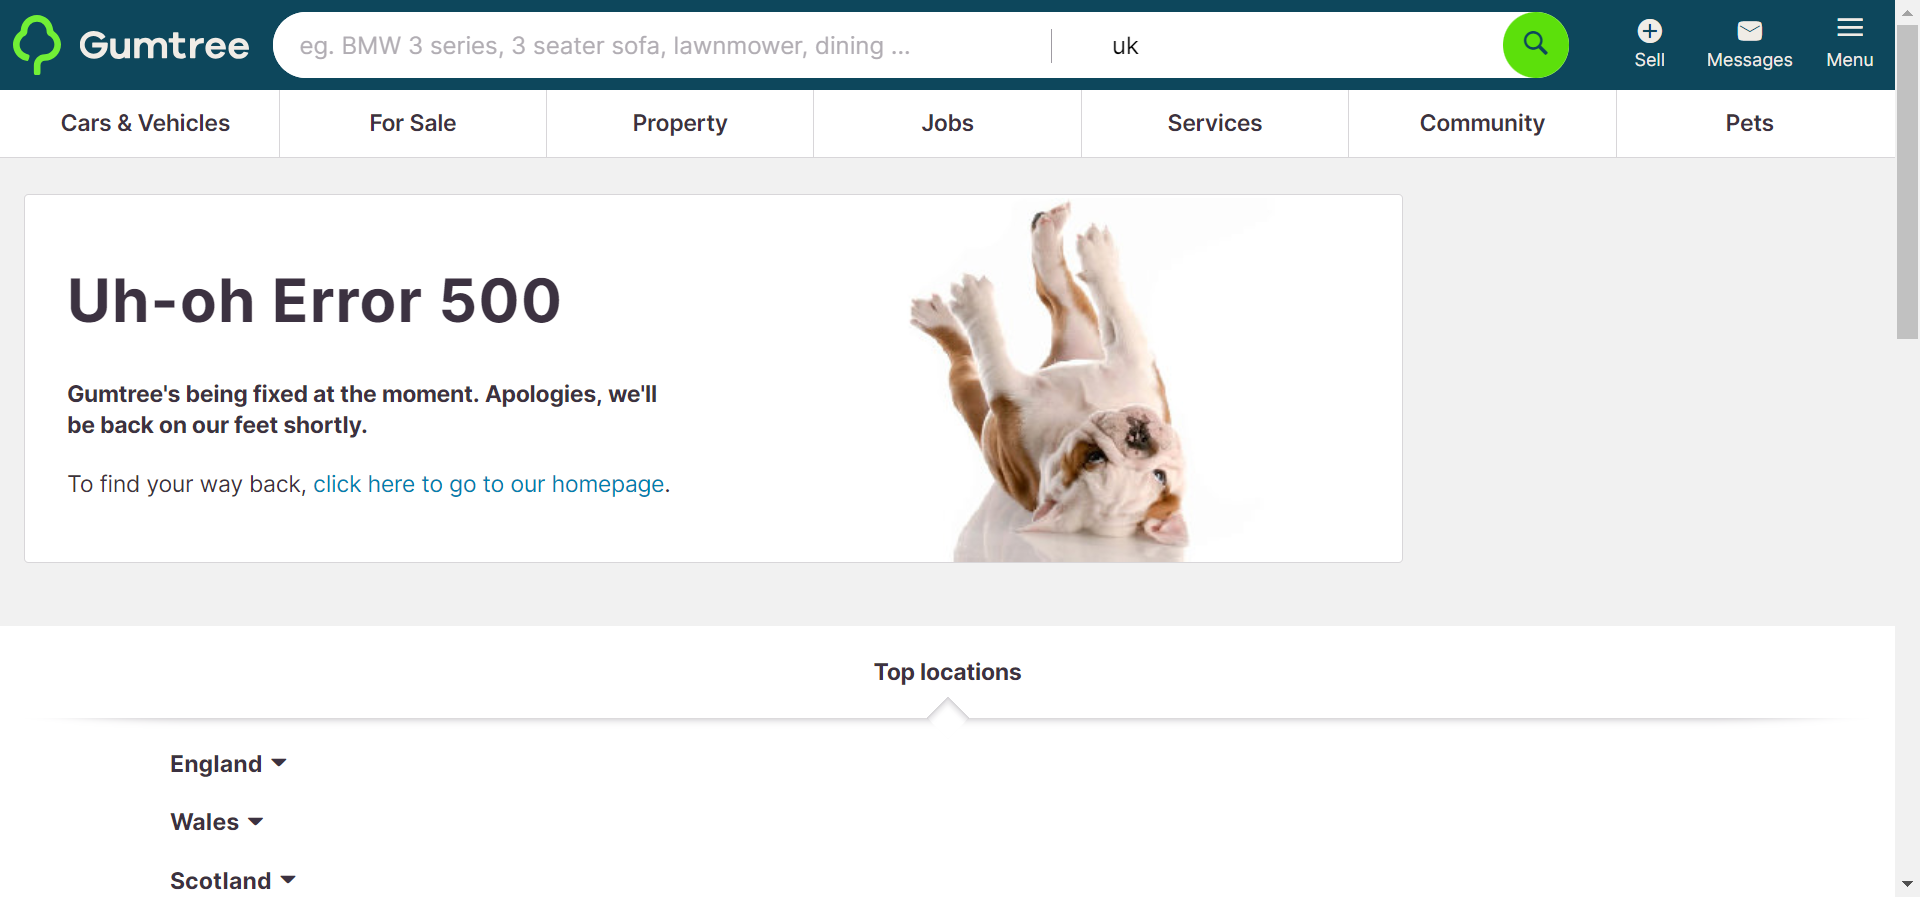 Gumtree
eg. BMW 3 series, 3 seater sofa, lawnmower, dining ...
uk
Sell
Messages
Menu
Cars & Vehicles
For Sale
Property
Jobs
Services
Community
Pets
Uh-oh Error 500
Gumtree's being fixed at the moment. Apologies, we'll
be back on our feet shortly.
To find your way back, click here to go to our homepage.
Top locations
England
Wales
Scotland